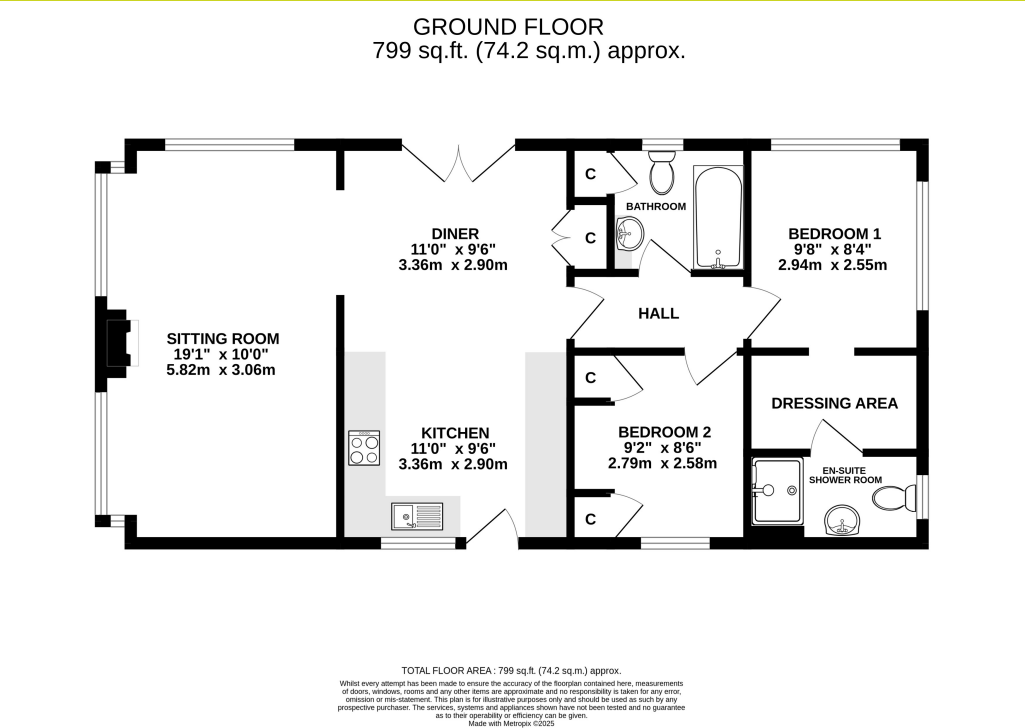 GROUND FLOOR
799 sq.ft. (74.2 sq.m.) approx.
C
BATHROOM
C
DINER
11'0" x 9'6"
3.36m x 2.90m
BEDROOM 1
9'8" x 8'4"
2.94m x 2.55m
HALL
SITTING ROOM
19'1" x 10'0"
5.82m x 3.06m
C
DRESSING AREA
KITCHEN
11'0" x 9'6"
3.36m x 2.90m
BEDROOM 2
9'2" x 8'6"
2.79m x 2.58m
EN-SUITE
SHOWER ROOM
C
TOTAL FLOOR AREA : 799 sq.ft. (74.2 sq.m.) approx.
Whilst every attempt has been made to ensure the accuracy of the floorplan contained here, measurements
of doors, windows, rooms and any other items are approximate and no responsibility is taken for any error,
omission or mis-statement. This plan is for illustrative purposes only and should be used as such by any
prospective purchaser. The services, systems and appliances shown have not been tested and no guarantee
as to their operability or efficiency can be given.
Made with Metropix ©2025